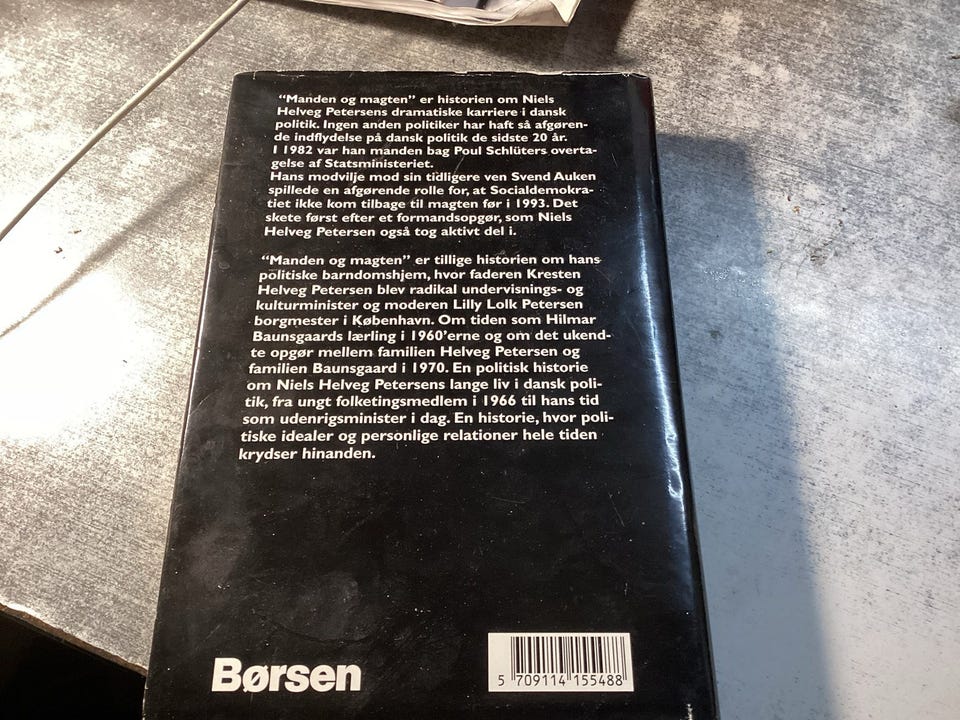 “Manden og magten” er historien om Niels
Helveg Petersens dramatiske karriere i dansk
politik. Ingen anden politiker har haft så afgøren-
de indflydelse på dansk politik de sidste 20 år.
I 1982 var han manden bag Poul Schlüters overta-
gelse af Statsministeriet.
Hans modvilje mod sin tidligere ven Svend Auken
spillede en afgørende rolle for, at Socialdemokra-
tiet ikke kom tilbage til magten før i 1993. Det
skete først efter et formandsopgør, som Niels
Helveg Petersen også tog aktivt del i.
“Manden og magten” er tillige historien om hans
politiske barndomshjem, hvor faderen Kresten
Helveg Petersen blev radikal undervisnings- og
kulturminister og moderen Lilly Lolk Petersen
borgmester i København. Om tiden som Hilmar
Baunsgaards lærling i 1960’erne og om det ukend-
te opgør mellem familien Helveg Petersen og
familien Baunsgaard i 1970. En politisk historie
om Niels Helveg Petersens lange liv i dansk poli-
tik, fra ungt folketingsmedlem i 1966 til hans tid
som udenrigsminister i dag. En historie, hvor poli-
tiske idealer og personlige relationer hele tiden
krydser hinanden.
Børsen
5 709114 155488